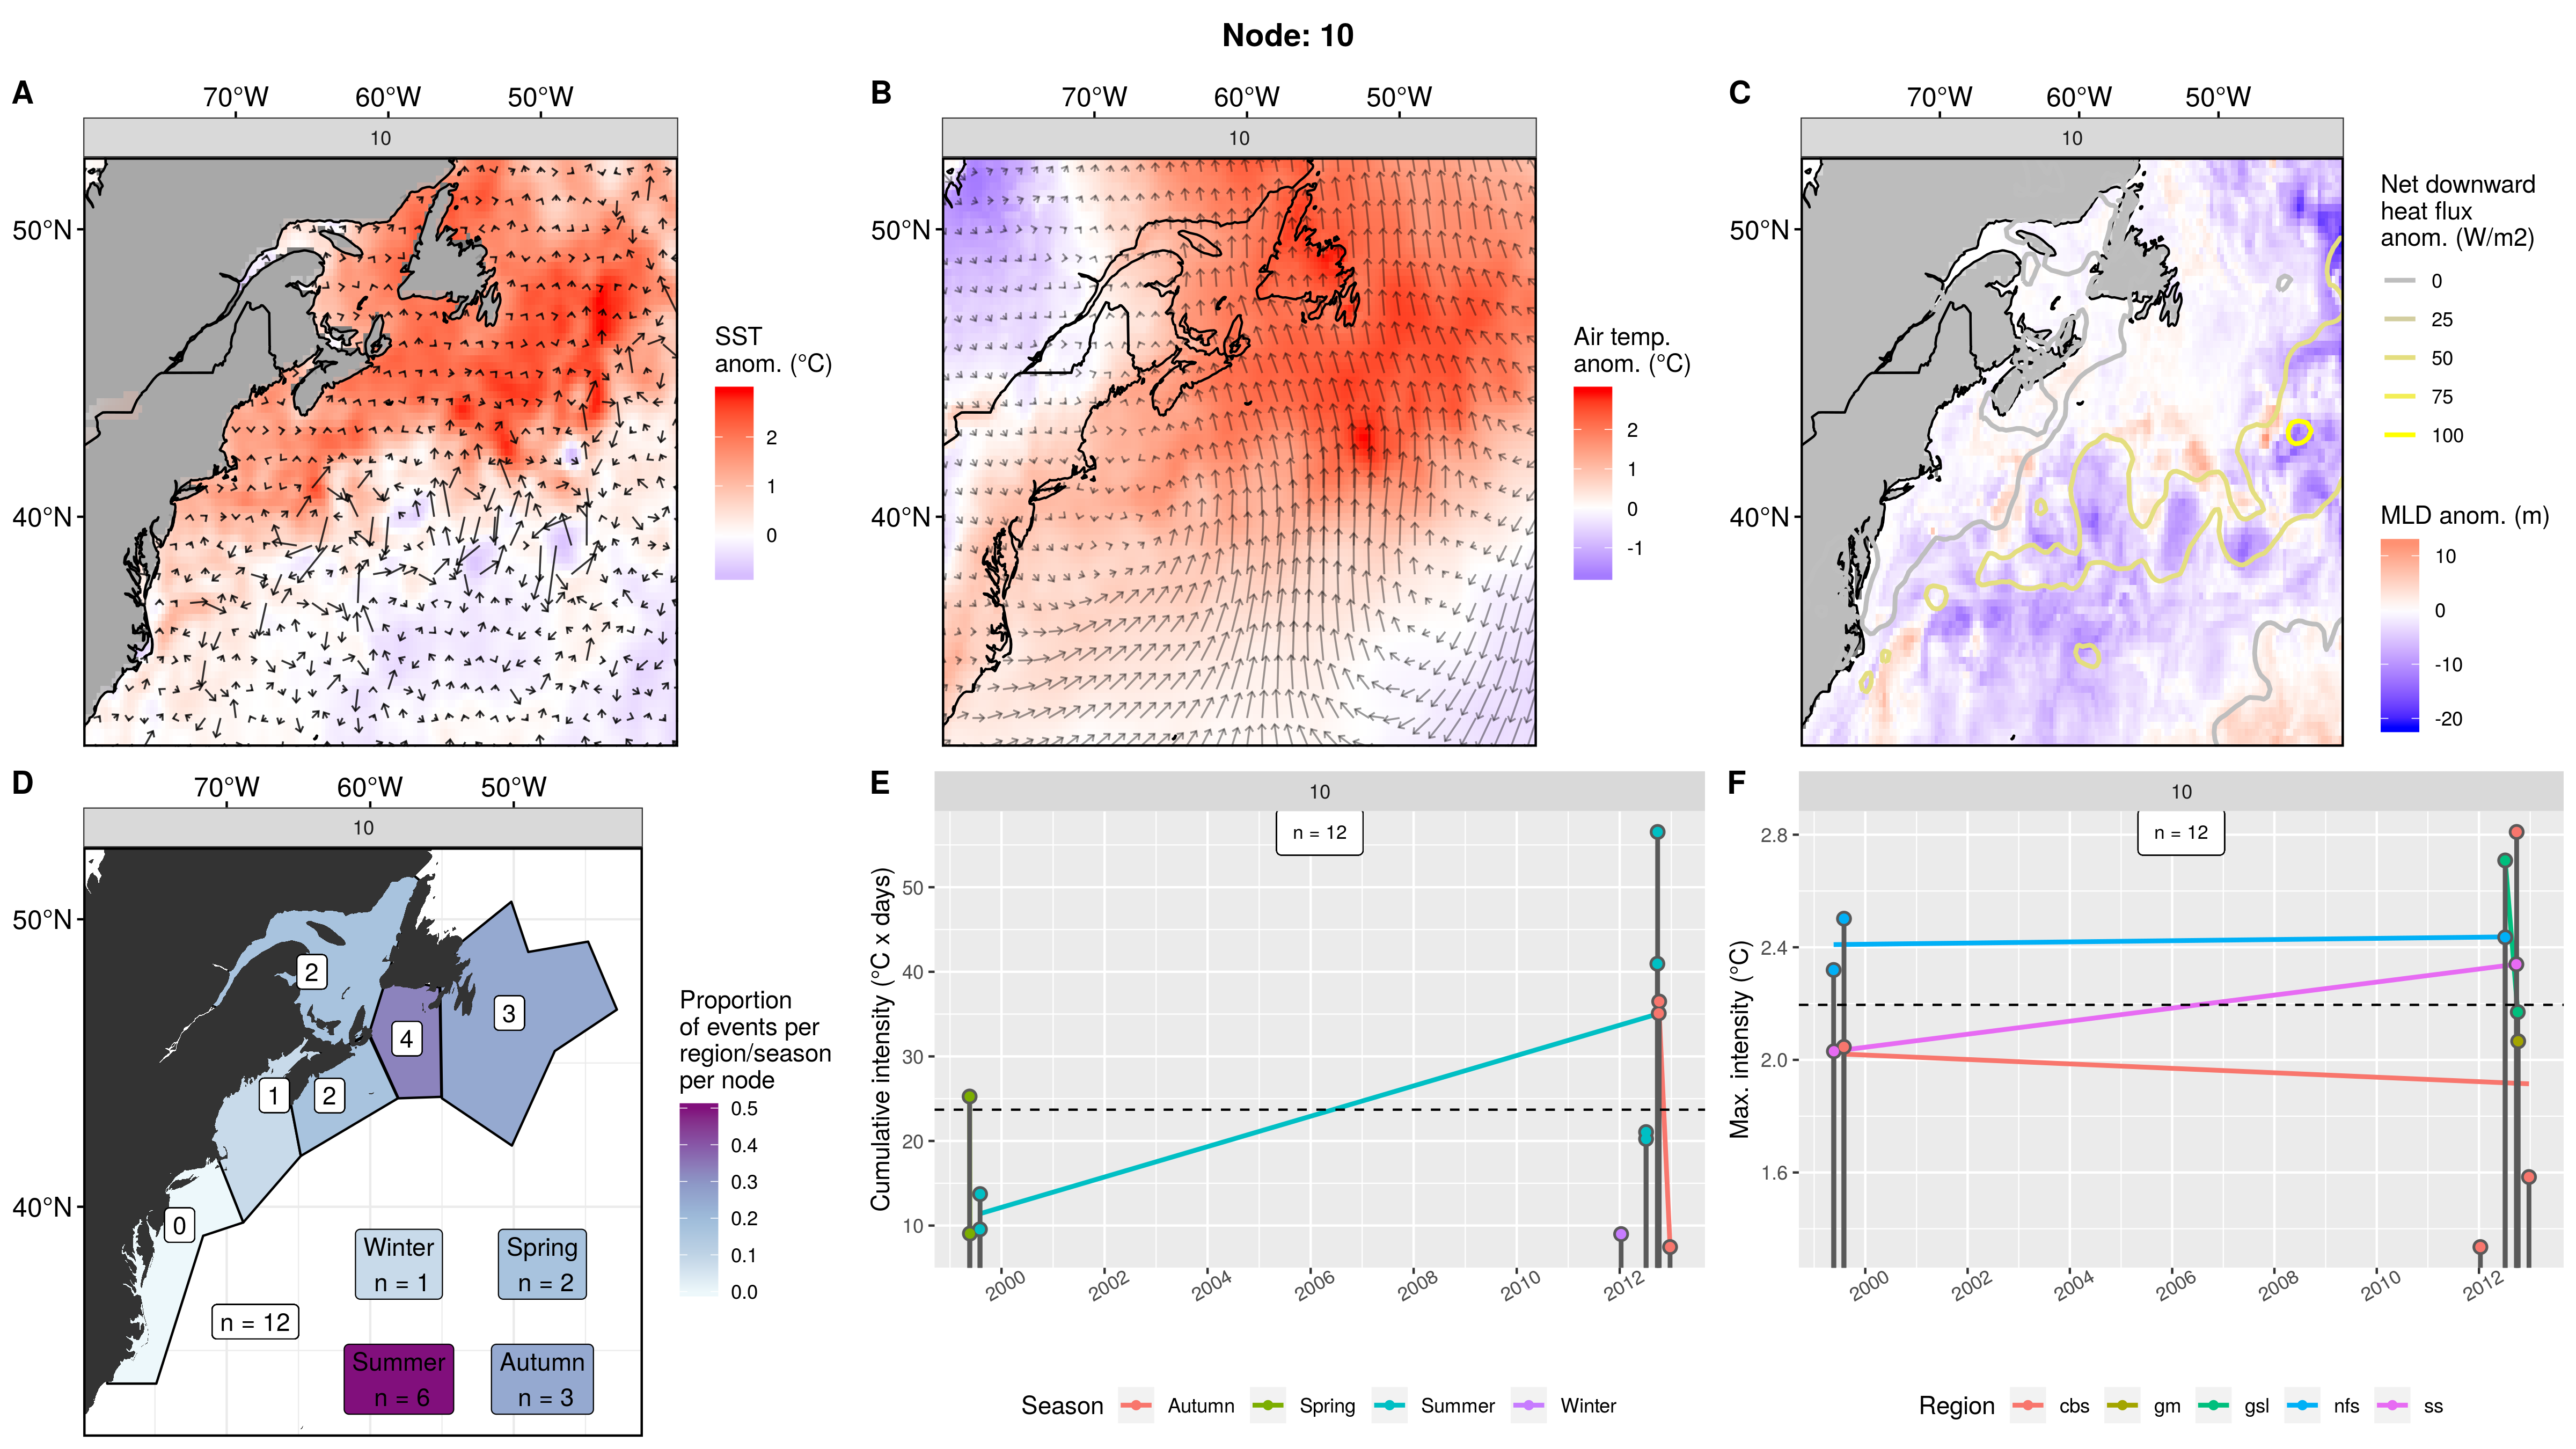 Node: 10
A
70°W 60°W 50°W
10
50°N
40°N
SST
anom. (°C)
2
1
0
B
70°W 60°W 50°W
10
50°N
40°N
Air temp.
anom. (°C)
2
1
0
-1
C
70°W 60°W 50°W
10
50°N
40°N
Net downward
heat flux
anom. (W/m2)
0
25
50
75
100
MLD anom. (m)
10
0
-10
-20
D
70°W 60°W 50°W
10
50°N
40°N
2
4
3
1
2
0
Winter
n = 1
Spring
n = 2
n = 12
Summer
n = 6
Autumn
n = 3
Proportion
of events per
region/season
per node
0.5
0.4
0.3
0.2
0.1
0.0
E
10
n = 12
Cumulative intensity (°C x days)
50
40
30
20
10
2000 2002 2004 2006 2008 2010 2012
Season Autumn Spring Summer Winter
F
10
n = 12
Max. intensity (°C)
2.8
2.4
2.0
1.6
2000 2002 2004 2006 2008 2010 2012
Region cbs gm gsl nfs ss